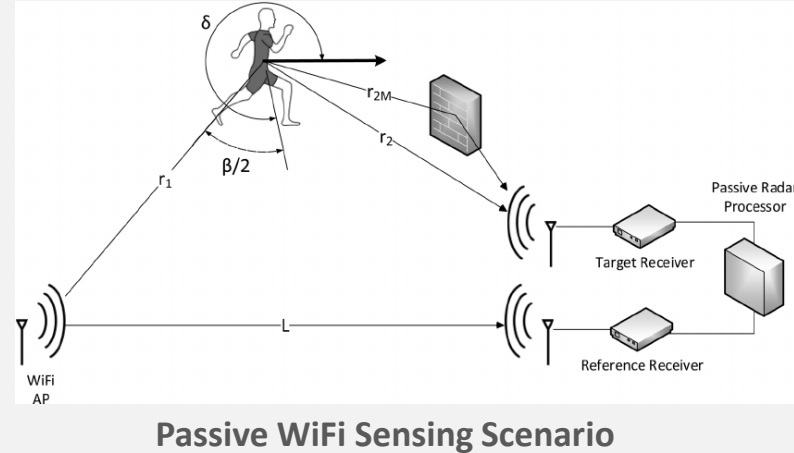 δ
r2M
r2
β/2
r1
Passive Radar
Processor
Target Receiver
L
Reference Receiver
WiFi
AP
Passive WiFi Sensing Scenario